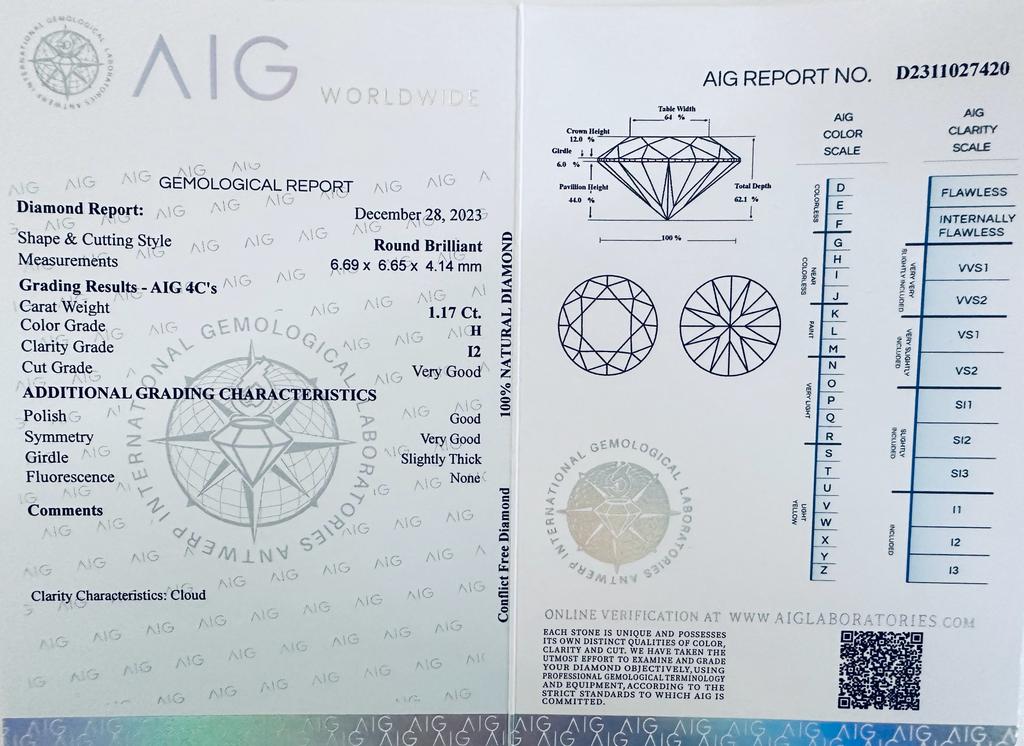 AIG
WORLDWIDE
INTERNATIONAL GEMOLOGICAL LABORATORIES ANTWERP
GEMOLOGICAL REPORT
Diamond Report:
December 28, 2023
Shape & Cutting Style
Round Brilliant
Measurements
6.69 x 6.65 x 4.14 mm
Grading Results - AIG 4C's
Carat Weight
1.17 Ct.
Color Grade
H
Clarity Grade
I2
Cut Grade
Very Good
ADDITIONAL GRADING CHARACTERISTICS
Polish
Good
Symmetry
Very Good
Girdle
Slightly Thick
Fluorescence
None
Comments
Clarity Characteristics: Cloud
INTERNATIONAL GEMOLOGICAL LABORATORIES ANTWERP
100% NATURAL DIAMOND
Conflict Free Diamond
AIG REPORT NO. D2311027420
Table Width
64 %
Crown Height
12.0 %
Girdle
6.0 %
Pavillion Height
44.0 %
Total Depth
62.1 %
100 %
AIG
COLOR
SCALE
COLORLESS
D
E
F
NEAR
COLORLESS
G
H
I
J
FAINT
K
L
M
VERY LIGHT
N
O
P
Q
R
LIGHT
YELLOW
S
T
U
V
W
X
Y
Z
AIG
CLARITY
SCALE
FLAWLESS
INTERNALLY
FLAWLESS
VERY VERY
SLIGHTLY INCLUDED
VVS1
VVS2
VERY SLIGHTLY
INCLUDED
VS1
VS2
SLIGHTLY
INCLUDED
SI1
SI2
SI3
INCLUDED
I1
I2
I3
INTERNATIONAL GEMOLOGICAL LABORATORIES ANTWERP
ONLINE VERIFICATION AT WWW.AIGLABORATORIES.COM
EACH STONE IS UNIQUE AND POSSESSES
ITS OWN DISTINCT QUALITIES OF COLOR,
CLARITY AND CUT. WE HAVE TAKEN THE
UTMOST EFFORT TO EXAMINE AND GRADE
YOUR DIAMOND OBJECTIVELY, USING
PROFESSIONAL GEMOLOGICAL TERMINOLOGY
AND EQUIPMENT, ACCORDING TO THE
STRICT STANDARDS TO WHICH AIG IS
COMMITTED.